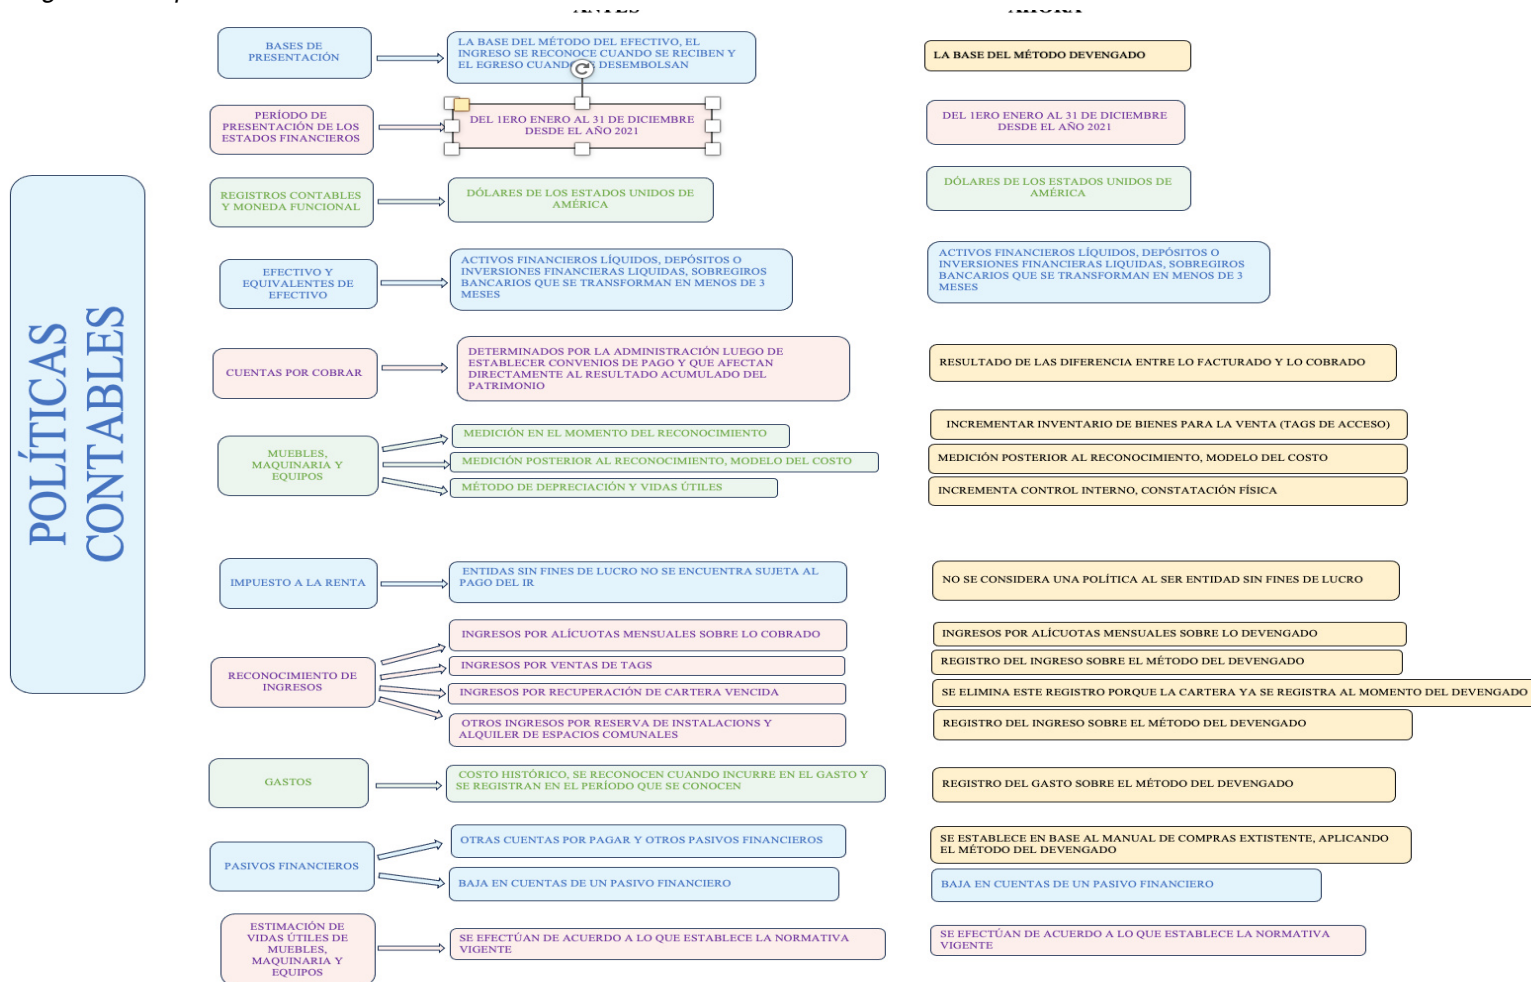 ANTES
AHORA
POLÍTICAS
CONTABLES
BASES DE
PRESENTACIÓN
LA BASE DEL MÉTODO DEL EFECTIVO, EL
INGRESO SE RECONOCE CUANDO SE RECIBEN Y
EL EGRESO CUANDO DESEMBOLSAN
LA BASE DEL MÉTODO DEVENGADO
PERÍODO DE
PRESENTACIÓN DE LOS
ESTADOS FINANCIEROS
DEL 1ERO ENERO AL 31 DE DICIEMBRE
DESDE EL AÑO 2021
DEL 1ERO ENERO AL 31 DE DICIEMBRE
DESDE EL AÑO 2021
REGISTROS CONTABLES
Y MONEDA FUNCIONAL
DÓLARES DE LOS ESTADOS UNIDOS DE
AMÉRICA
DÓLARES DE LOS ESTADOS UNIDOS DE
AMÉRICA
EFECTIVO Y
EQUIVALENTES DE
EFECTIVO
ACTIVOS FINANCIEROS LÍQUIDOS, DEPÓSITOS O
INVERSIONES FINANCIERAS LIQUIDAS, SOBREGIROS
BANCARIOS QUE SE TRANSFORMAN EN MENOS DE 3
MESES
ACTIVOS FINANCIEROS LÍQUIDOS, DEPÓSITOS O
INVERSIONES FINANCIERAS LIQUIDAS, SOBREGIROS
BANCARIOS QUE SE TRANSFORMAN EN MENOS DE 3
MESES
CUENTAS POR COBRAR
DETERMINADOS POR LA ADMINISTRACIÓN LUEGO DE
ESTABLECER CONVENIOS DE PAGO Y QUE AFECTAN
DIRECTAMENTE AL RESULTADO ACUMULADO DEL
PATRIMONIO
RESULTADO DE LAS DIFERENCIA ENTRE LO FACTURADO Y LO COBRADO
MUEBLES,
MAQUINARIA Y
EQUIPOS
MEDICIÓN EN EL MOMENTO DEL RECONOCIMIENTO
MEDICIÓN POSTERIOR AL RECONOCIMIENTO, MODELO DEL COSTO
MÉTODO DE DEPRECIACIÓN Y VIDAS ÚTILES
INCREMENTAR INVENTARIO DE BIENES PARA LA VENTA (TAGS DE ACCESO)
MEDICIÓN POSTERIOR AL RECONOCIMIENTO, MODELO DEL COSTO
INCREMENTA CONTROL INTERNO, CONSTATACIÓN FÍSICA
IMPUESTO A LA RENTA
ENTIDAS SIN FINES DE LUCRO NO SE ENCUENTRA SUJETA AL
PAGO DEL IR
NO SE CONSIDERA UNA POLÍTICA AL SER ENTIDAD SIN FINES DE LUCRO
RECONOCIMIENTO DE
INGRESOS
INGRESOS POR ALÍCUOTAS MENSUALES SOBRE LO COBRADO
INGRESOS POR VENTAS DE TAGS
INGRESOS POR RECUPERACIÓN DE CARTERA VENCIDA
OTROS INGRESOS POR RESERVA DE INSTALACIONS Y
ALQUILER DE ESPACIOS COMUNALES
INGRESOS POR ALÍCUOTAS MENSUALES SOBRE LO DEVENGADO
REGISTRO DEL INGRESO SOBRE EL MÉTODO DEL DEVENGADO
SE ELIMINA ESTE REGISTRO PORQUE LA CARTERA YA SE REGISTRA AL MOMENTO DEL DEVENGADO
REGISTRO DEL INGRESO SOBRE EL MÉTODO DEL DEVENGADO
GASTOS
COSTO HISTÓRICO, SE RECONOCEN CUANDO INCURRE EN EL GASTO Y
SE REGISTRAN EN EL PERÍODO QUE SE CONOCEN
REGISTRO DEL GASTO SOBRE EL MÉTODO DEL DEVENGADO
PASIVOS FINANCIEROS
OTRAS CUENTAS POR PAGAR Y OTROS PASIVOS FINANCIEROS
BAJA EN CUENTAS DE UN PASIVO FINANCIERO
SE ESTABLECE EN BASE AL MANUAL DE COMPRAS EXTISTENTE, APLICANDO
EL MÉTODO DEL DEVENGADO
BAJA EN CUENTAS DE UN PASIVO FINANCIERO
ESTIMACIÓN DE
VIDAS ÚTILES DE
MUEBLES,
MAQUINARIA Y
EQUIPOS
SE EFECTÚAN DE ACUERDO A LO QUE ESTABLECE LA NORMATIVA
VIGENTE
SE EFECTÚAN DE ACUERDO A LO QUE ESTABLECE LA NORMATIVA
VIGENTE